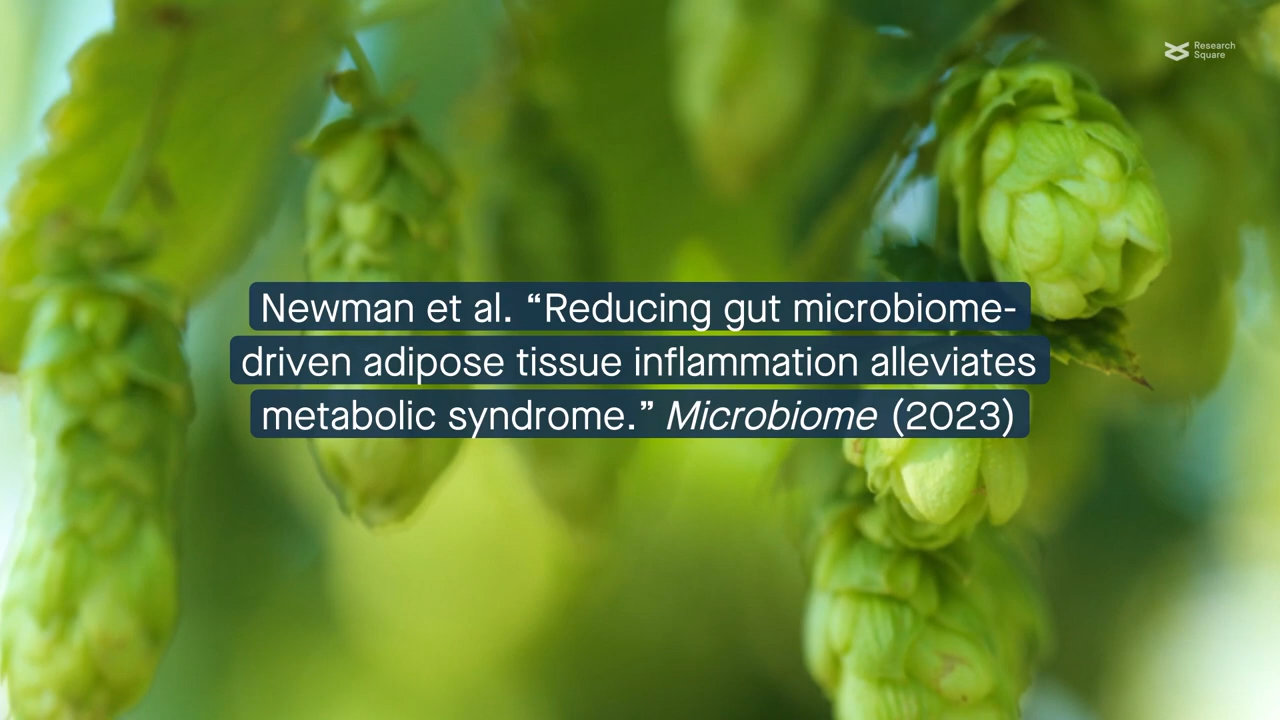 Research
Square
Newman et al. “Reducing gut microbiome-
driven adipose tissue inflammation alleviates
metabolic syndrome.” Microbiome (2023)